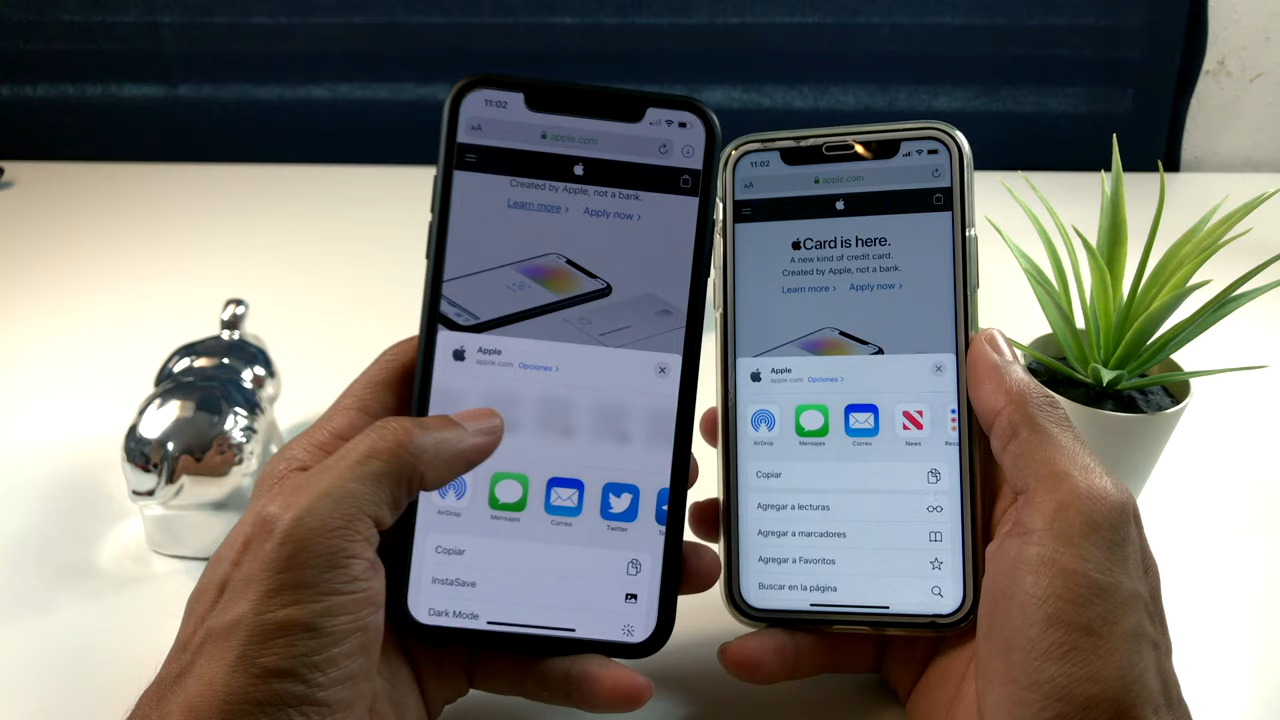 11:02
AA
apple.com
Created by Apple, not a bank.
Learn more > Apply now >
Apple
apple.com Opciones >
AirDrop Mensajes Correo Twitter Te
Copiar
InstaSave
Dark Mode
11:02
AA
apple.com
Card is here.
A new kind of credit card.
Created by Apple, not a bank.
Learn more > Apply now >
Apple
apple.com Opciones >
AirDrop Mensajes Correo News Reco
Copiar
Agregar a lecturas
Agregar a marcadores
Agregar a Favoritos
Buscar en la página